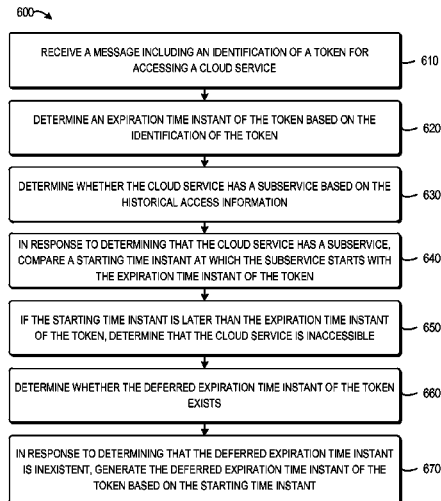 600
RECEIVE A MESSAGE INCLUDING AN IDENTIFICATION OF A TOKEN FOR
ACCESSING A CLOUD SERVICE
610
DETERMINE AN EXPIRATION TIME INSTANT OF THE TOKEN BASED ON THE
IDENTIFICATION OF THE TOKEN
620
DETERMINE WHETHER THE CLOUD SERVICE HAS A SUBSERVICE BASED ON THE
HISTORICAL ACCESS INFORMATION
630
IN RESPONSE TO DETERMINING THAT THE CLOUD SERVICE HAS A SUBSERVICE,
COMPARE A STARTING TIME INSTANT AT WHICH THE SUBSERVICE STARTS WITH
THE EXPIRATION TIME INSTANT OF THE TOKEN
640
IF THE STARTING TIME INSTANT IS LATER THAN THE EXPIRATION TIME INSTANT
OF THE TOKEN, DETERMINE THAT THE CLOUD SERVICE IS INACCESSIBLE
650
DETERMINE WHETHER THE DEFERRED EXPIRATION TIME INSTANT OF THE TOKEN
EXISTS
660
IN RESPONSE TO DETERMINING THAT THE DEFERRED EXPIRATION TIME INSTANT
IS INEXISTENT, GENERATE THE DEFERRED EXPIRATION TIME INSTANT OF THE
TOKEN BASED ON THE STARTING TIME INSTANT
670